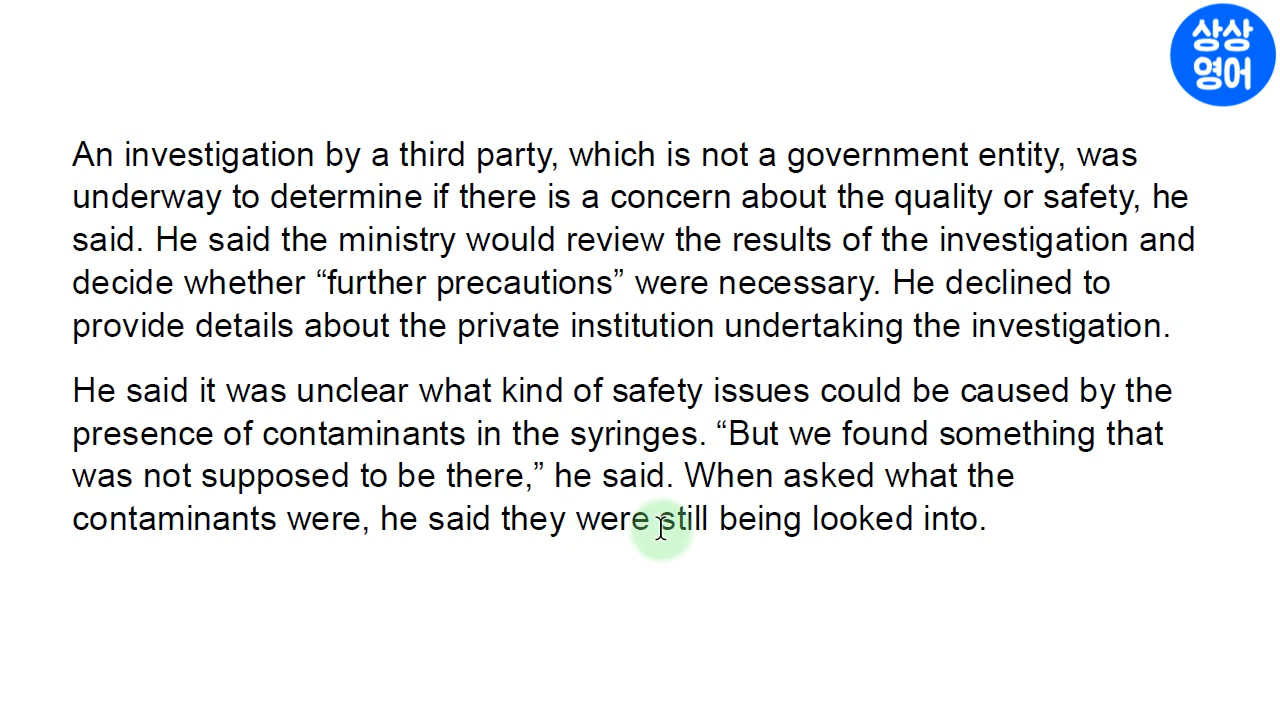 상상
영어
An investigation by a third party, which is not a government entity, was
underway to determine if there is a concern about the quality or safety, he
said. He said the ministry would review the results of the investigation and
decide whether “further precautions” were necessary. He declined to
provide details about the private institution undertaking the investigation.
He said it was unclear what kind of safety issues could be caused by the
presence of contaminants in the syringes. “But we found something that
was not supposed to be there,” he said. When asked what the
contaminants were, he said they were still being looked into.